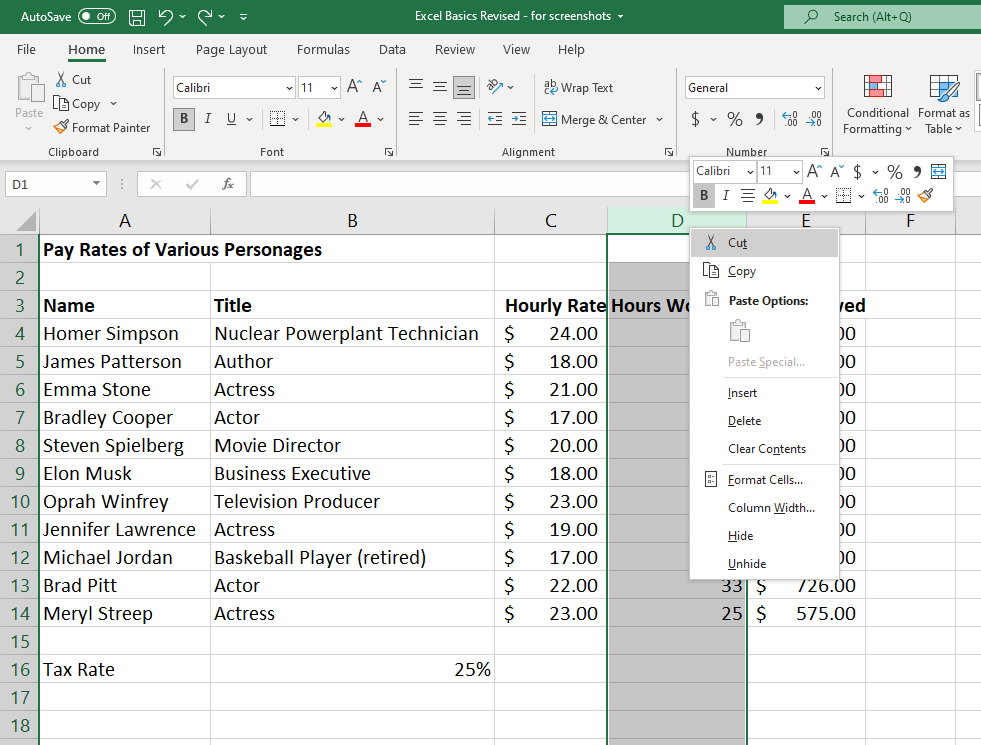 AutoSave Off Excel Basics Revised - for screenshots Search (Alt+Q)
File Home Insert Page Layout Formulas Data Review View Help
Paste Cut Copy Format Painter
Calibri 11 A A
B I U A
ab Wrap Text
Merge & Center
General
$ % 9 .00 .00
Conditional Formatting Format as Table
Clipboard Font Alignment Number
D1 fx
Calibri 11 A A $ % 9
B I A .00 .00
A B C D E F
1 Pay Rates of Various Personages
2
3 Name Title Hourly Rate Hours Wo ved
4 Homer Simpson Nuclear Powerplant Technician $ 24.00 00
5 James Patterson Author $ 18.00 00
6 Emma Stone Actress $ 21.00 00
7 Bradley Cooper Actor $ 17.00 00
8 Steven Spielberg Movie Director $ 20.00 00
9 Elon Musk Business Executive $ 18.00 00
10 Oprah Winfrey Television Producer $ 23.00 00
11 Jennifer Lawrence Actress $ 19.00 00
12 Michael Jordan Baskeball Player (retired) $ 17.00 00
13 Brad Pitt Actor $ 22.00 33 $ 726.00
14 Meryl Streep Actress $ 23.00 25 $ 575.00
15
16 Tax Rate 25%
17
18
Cut
Copy
Paste Options:
Paste Special...
Insert
Delete
Clear Contents
Format Cells...
Column Width...
Hide
Unhide